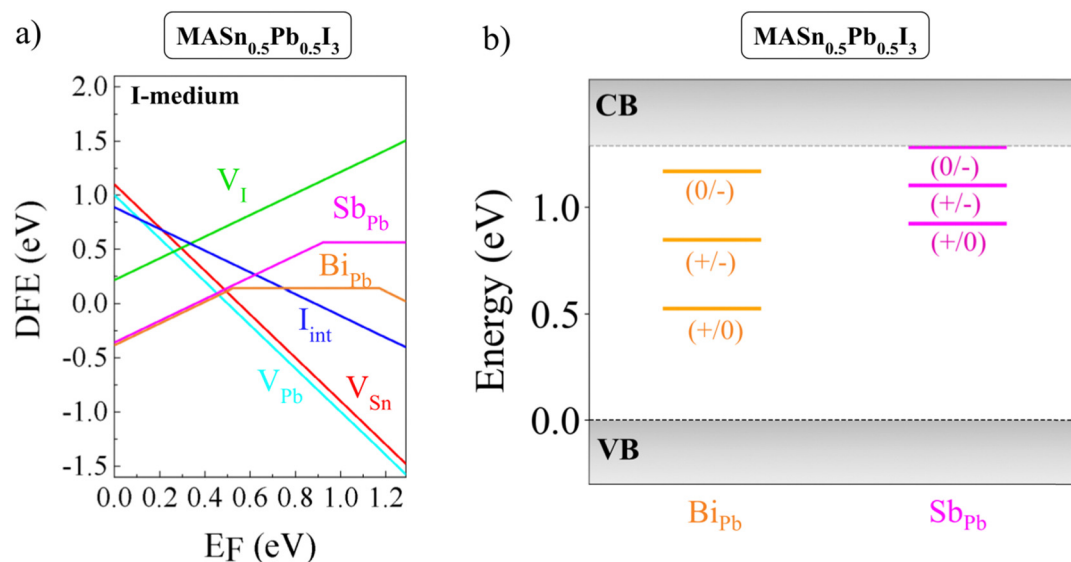 a)
MASn0.5Pb0.5I3
I-medium
DFE (eV)
2.0
1.5
1.0
0.5
0.0
-0.5
-1.0
-1.5
VI
SbPb
BiPb
Iint
VPb
VSn
0.0 0.2 0.4 0.6 0.8 1.0 1.2
EF (eV)
b)
MASn0.5Pb0.5I3
CB
Energy (eV)
1.0
0.5
0.0
(0/-)
(+/-)
(+/0)
(0/-)
(+/-)
(+/0)
VB
BiPb
SbPb